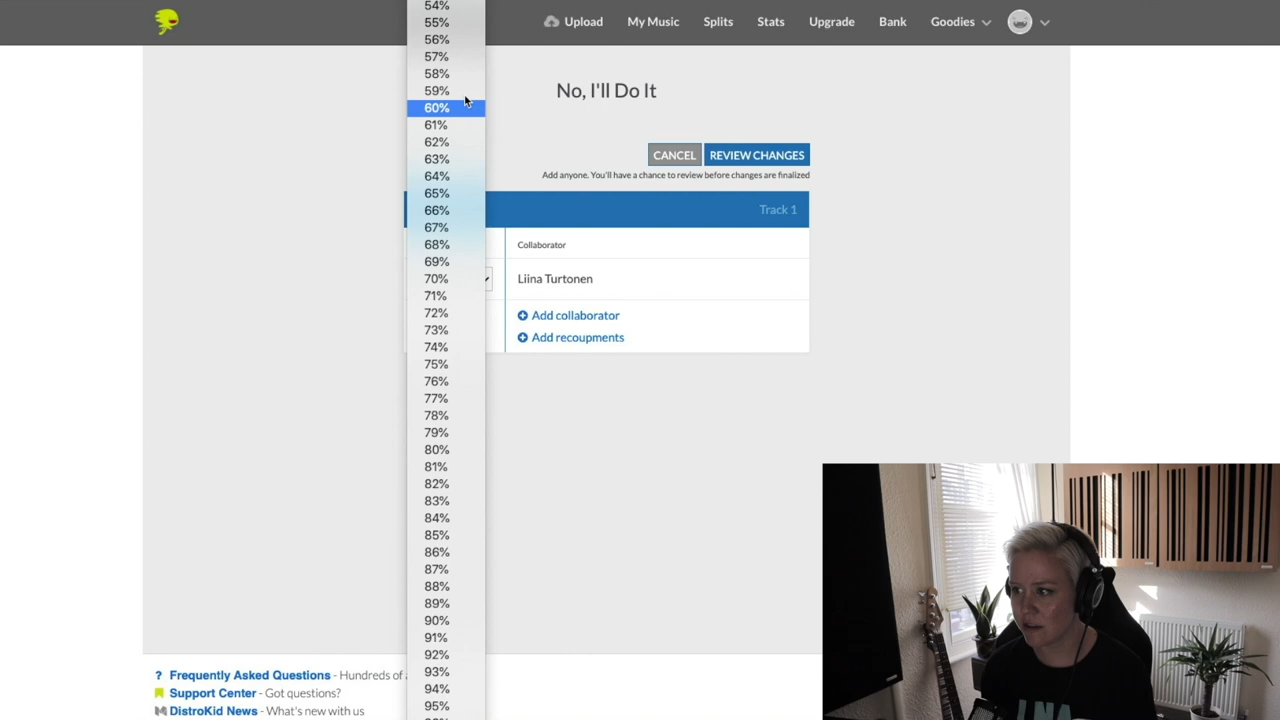 Upload
My Music
Splits
Stats
Upgrade
Bank
Goodies
No, I'll Do It
CANCEL
REVIEW CHANGES
Add anyone. You'll have a chance to review before changes are finalized
Track 1
Collaborator
Liina Turtonen
Add collaborator
Add recoupments
54%
55%
56%
57%
58%
59%
60%
61%
62%
63%
64%
65%
66%
67%
68%
69%
70%
71%
72%
73%
74%
75%
76%
77%
78%
79%
80%
81%
82%
83%
84%
85%
86%
87%
88%
89%
90%
91%
92%
93%
94%
95%
? Frequently Asked Questions - Hundreds of
Support Center - Got questions?
DistroKid News - What's new with us